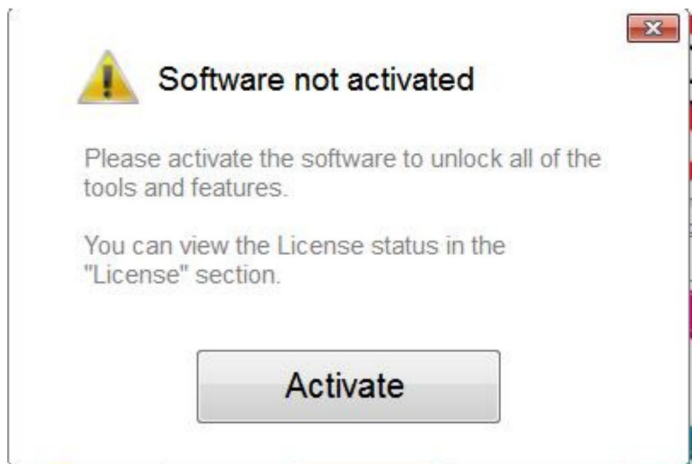 Software not activated
Please activate the software to unlock all of the
tools and features.
You can view the License status in the
"License" section.
Activate